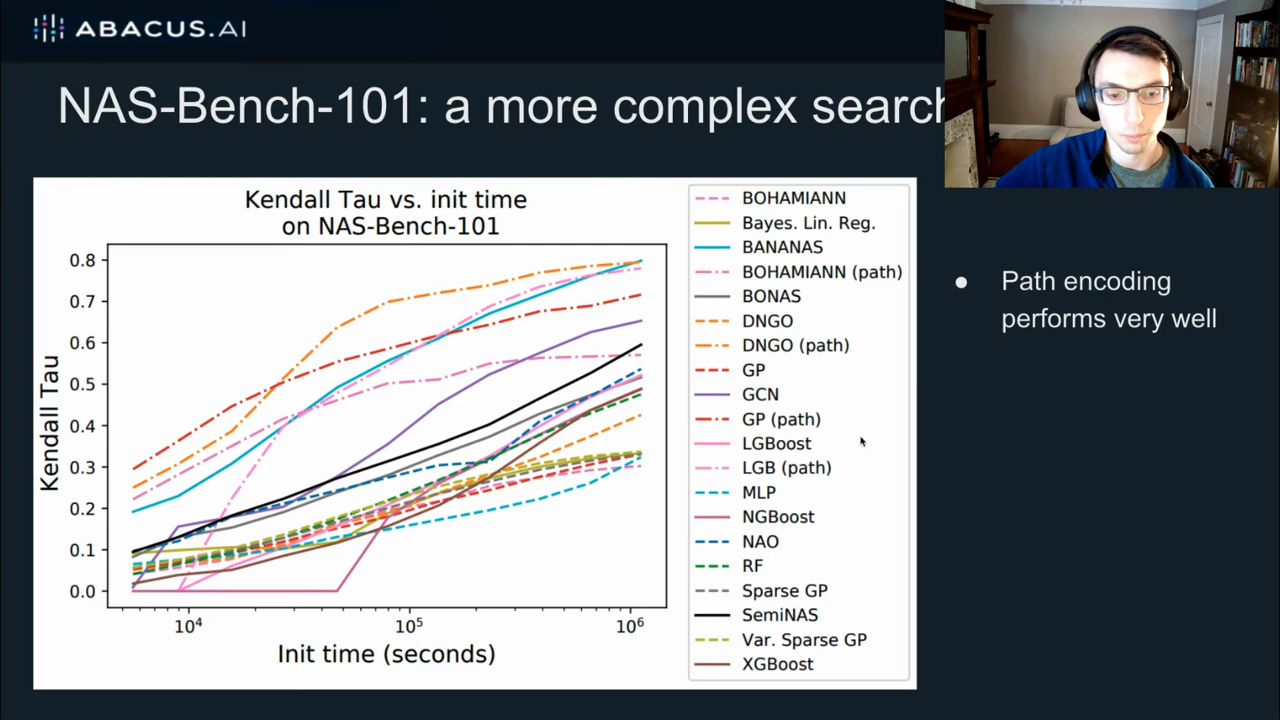 ABACUS.AI
NAS-Bench-101: a more complex search
Kendall Tau vs. init time
on NAS-Bench-101
Kendall Tau
0.8
0.7
0.6
0.5
0.4
0.3
0.2
0.1
0.0
10⁴
10⁵
10⁶
Init time (seconds)
BOHAMIANN
Bayes. Lin. Reg.
BANANAS
BOHAMIANN (path)
BONAS
DNGO
DNGO (path)
GP
GCN
GP (path)
LGBoost
LGB (path)
MLP
NGBoost
NAO
RF
Sparse GP
SemiNAS
Var. Sparse GP
XGBoost
● Path encoding
performs very well